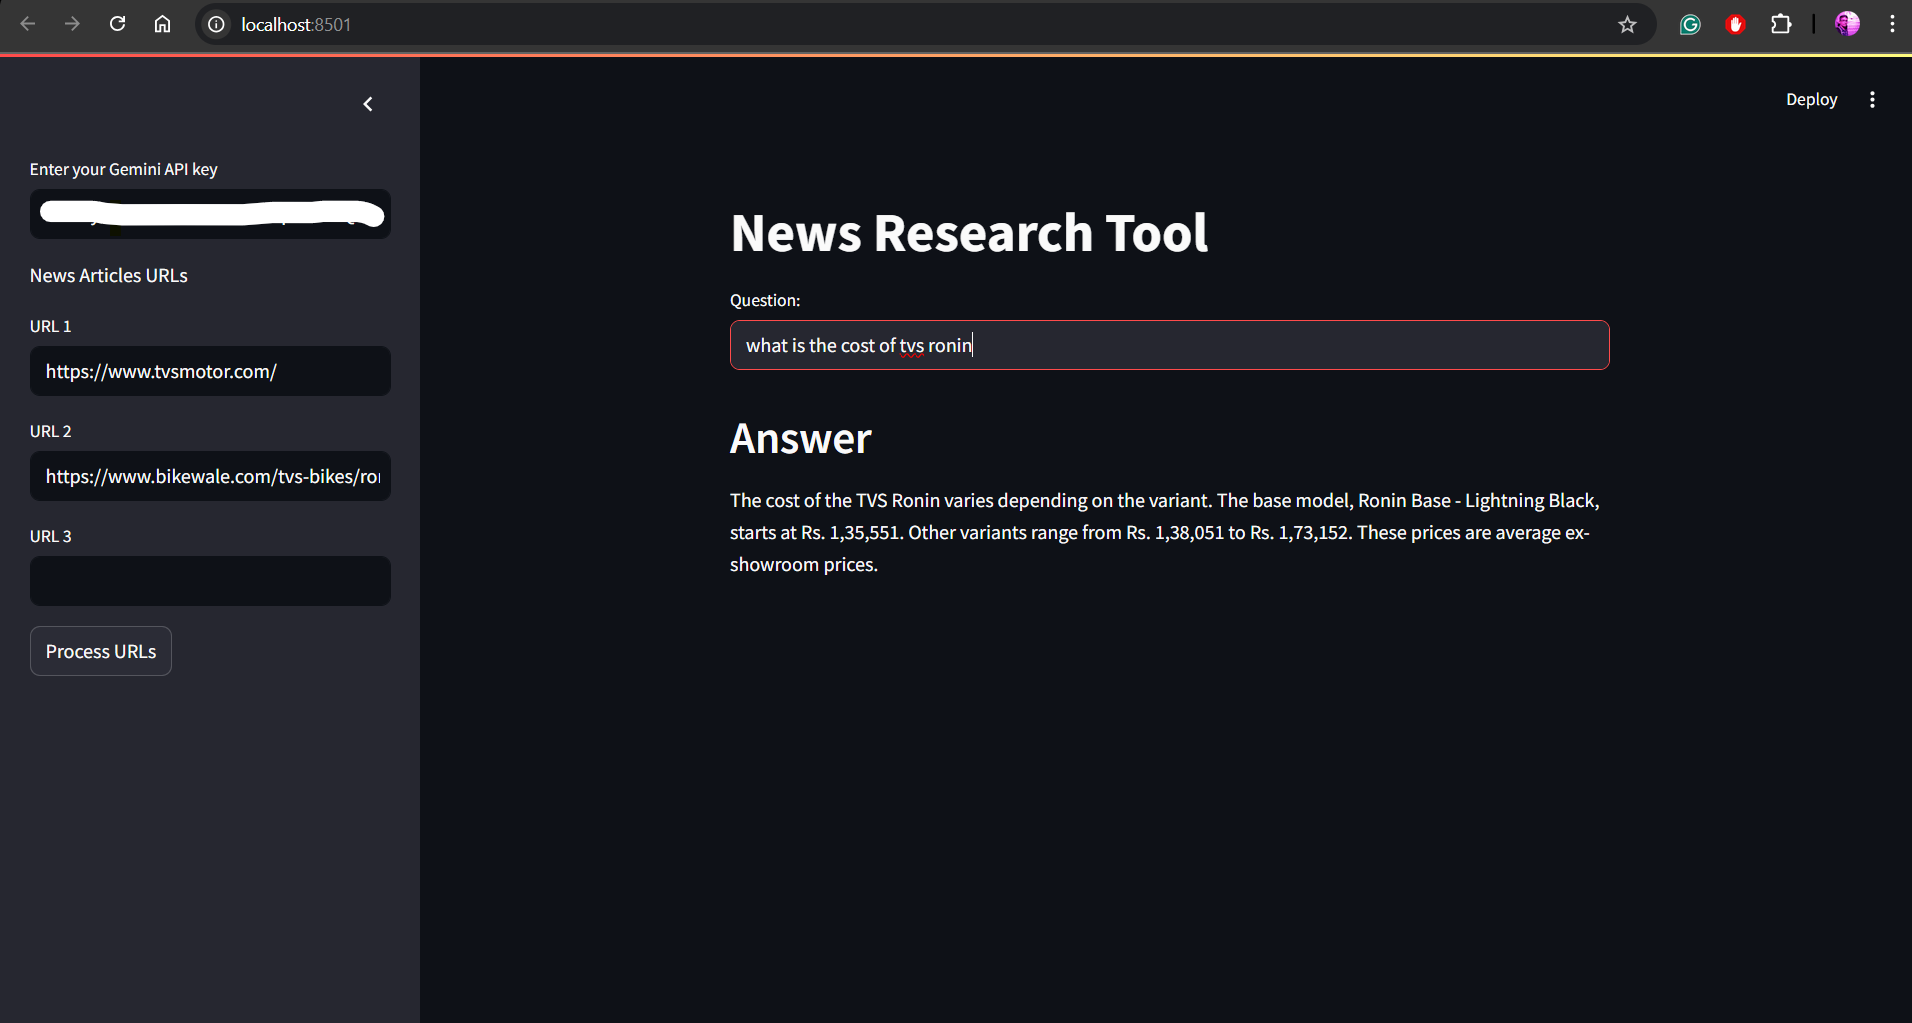 localhost:8501
Deploy
Enter your Gemini API key
News Articles URLs
URL 1
https://www.tvsmotor.com/
URL 2
https://www.bikewale.com/tvs-bikes/ro
URL 3
Process URLs
News Research Tool
Question:
what is the cost of tvs ronin
Answer
The cost of the TVS Ronin varies depending on the variant. The base model, Ronin Base - Lightning Black,
starts at Rs. 1,35,551. Other variants range from Rs. 1,38,051 to Rs. 1,73,152. These prices are average ex-
showroom prices.